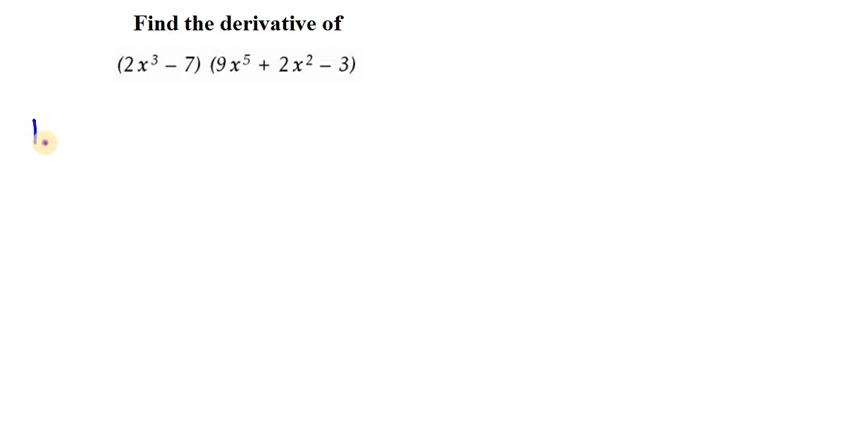 Find the derivative of
(2x³ – 7) (9x⁵ + 2x² – 3)